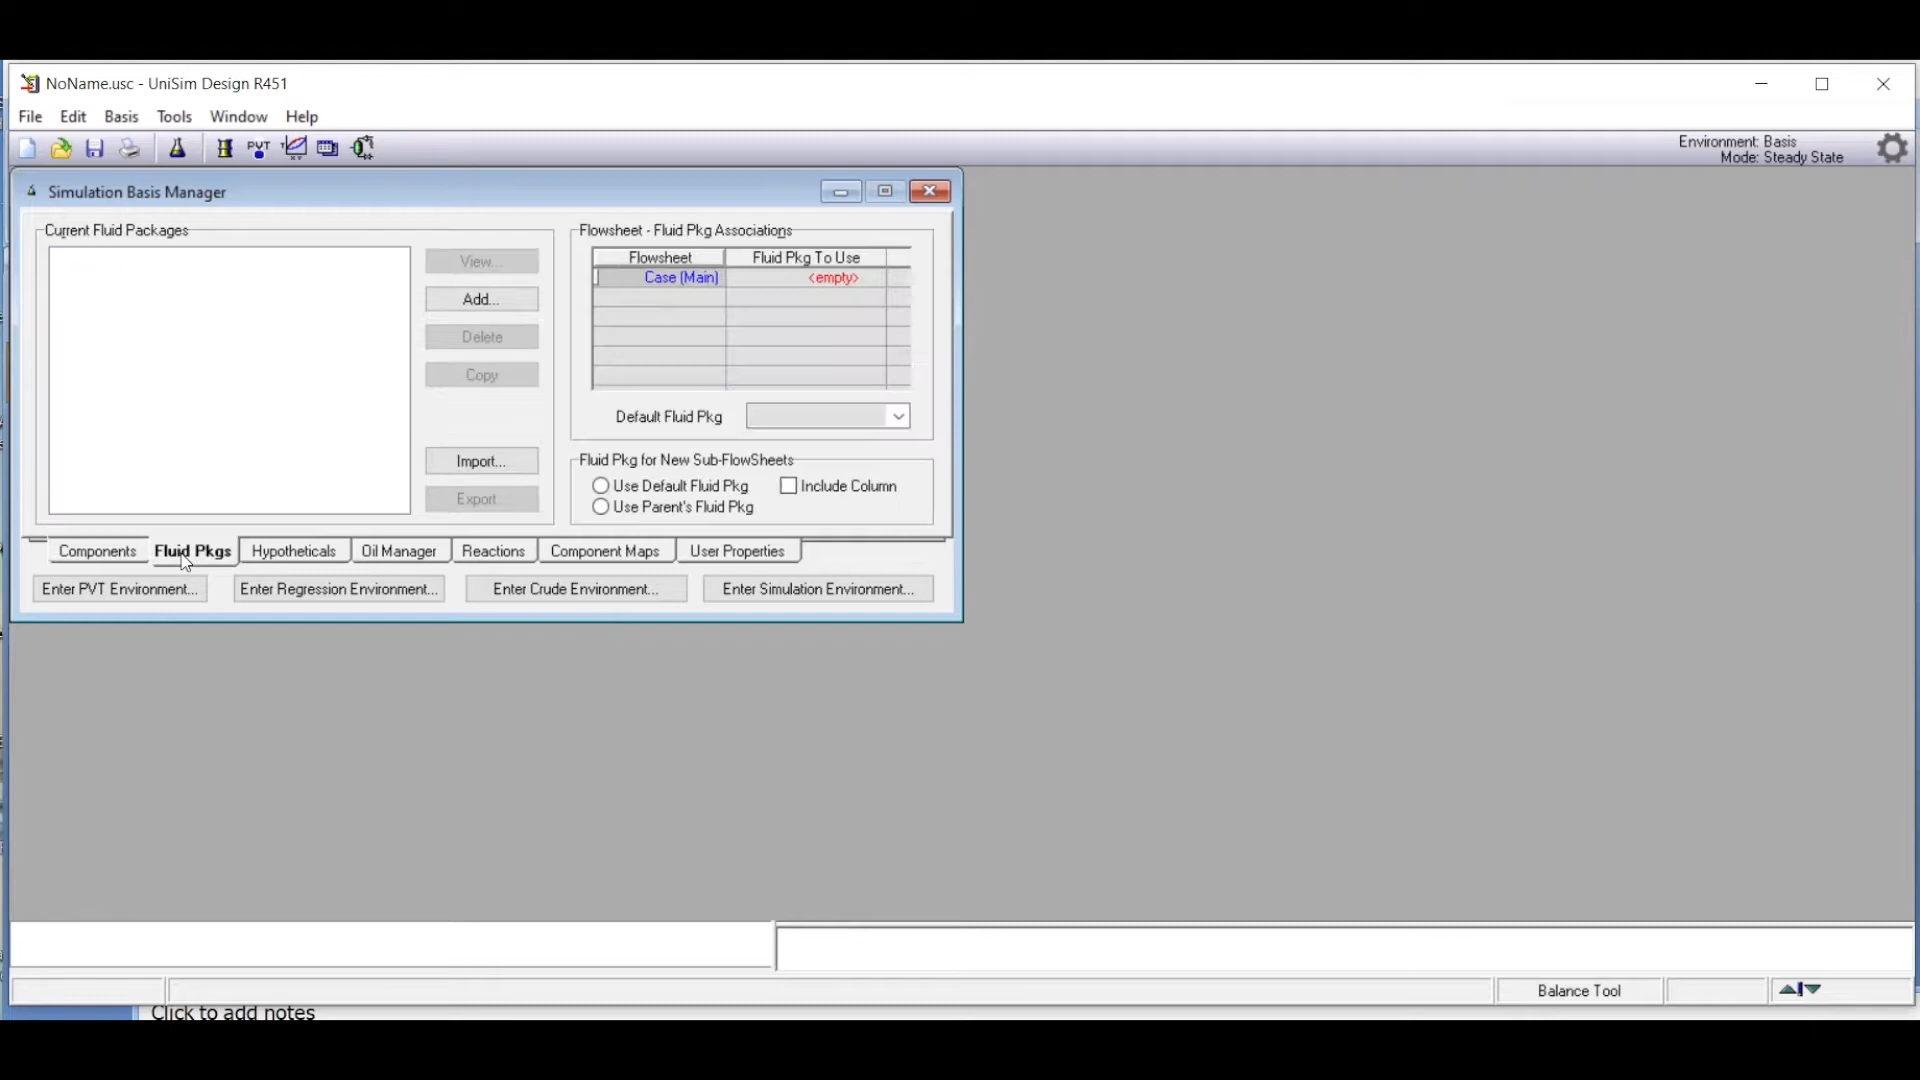 NoName.usc - UniSim Design R451
File Edit Basis Tools Window Help
PVT
Environment: Basis
Mode: Steady State
Simulation Basis Manager
Current Fluid Packages
View...
Add...
Delete
Copy
Import...
Export...
Flowsheet - Fluid Pkg Associations
Flowsheet Fluid Pkg To Use
Case (Main) <empty>
Default Fluid Pkg
Fluid Pkg for New Sub-FlowSheets
Use Default Fluid Pkg Include Column
Use Parent's Fluid Pkg
Components Fluid Pkgs Hypotheticals Oil Manager Reactions Component Maps User Properties
Enter PVT Environment... Enter Regression Environment... Enter Crude Environment... Enter Simulation Environment...
Balance Tool
Click to add notes